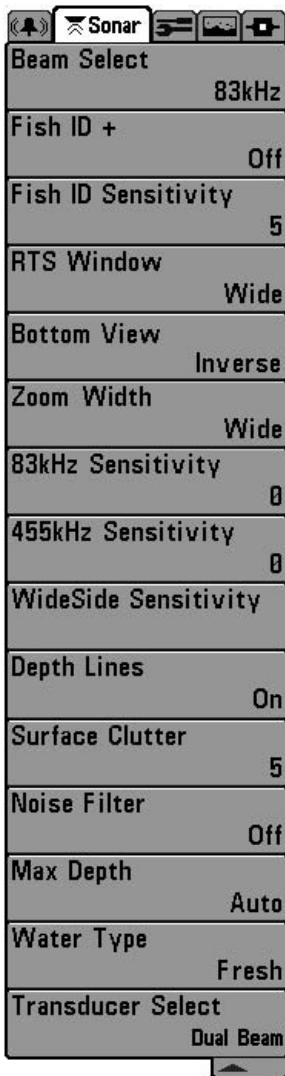 Sonar
Beam Select
83kHz
Fish ID +
Off
Fish ID Sensitivity
5
RTS Window
Wide
Bottom View
Inverse
Zoom Width
Wide
83kHz Sensitivity
0
455kHz Sensitivity
0
WideSide Sensitivity
Depth Lines
On
Surface Clutter
5
Noise Filter
Off
Max Depth
Auto
Water Type
Fresh
Transducer Select
Dual Beam